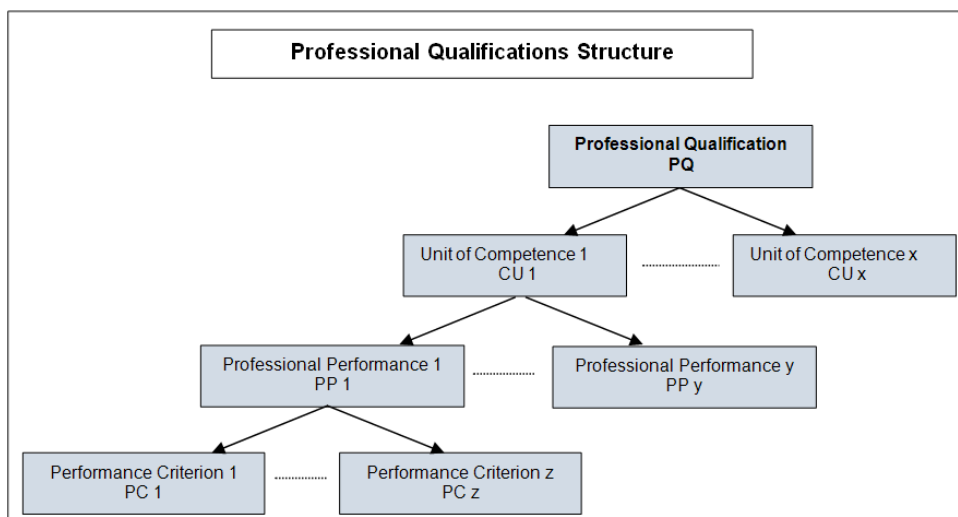 Professional Qualifications Structure
Professional Qualification
PQ
Unit of Competence 1
CU 1
Unit of Competence x
CU x
Professional Performance 1
PP 1
Professional Performance y
PP y
Performance Criterion 1
PC 1
Performance Criterion z
PC z